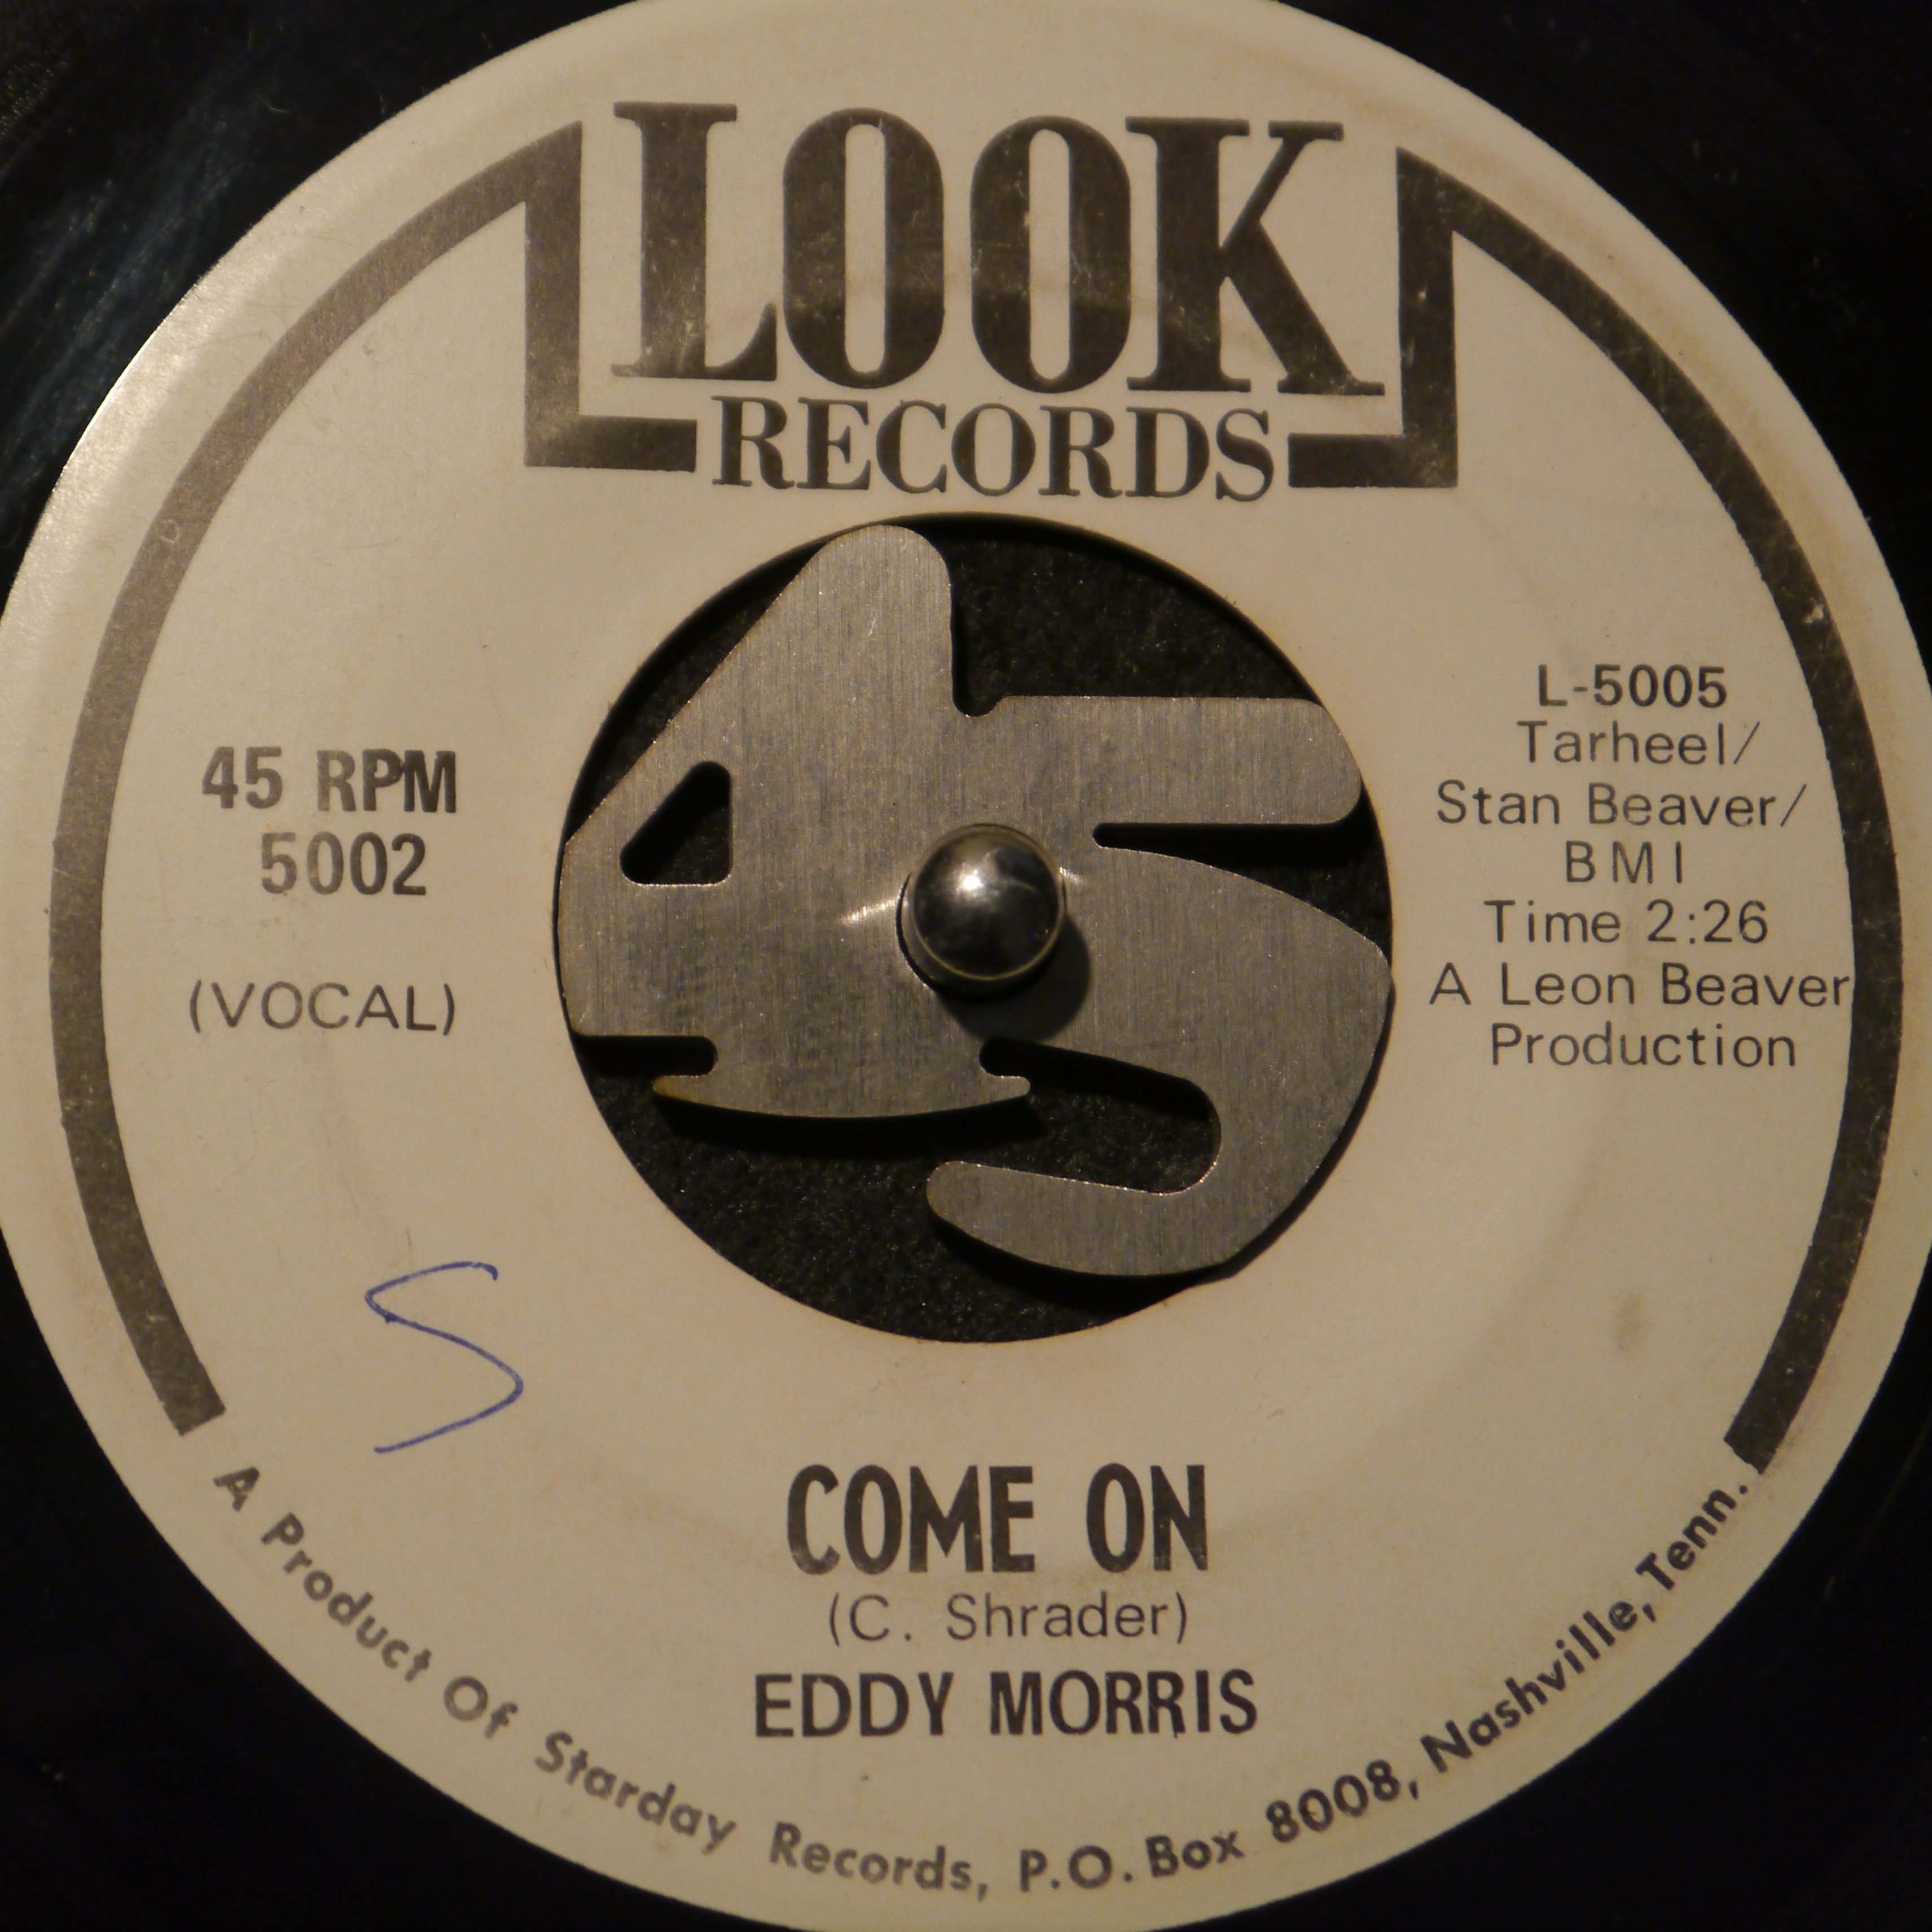 LOOK
RECORDS
45
45 RPM
5002
(VOCAL)
L-5005
Tarheel/
Stan Beaver/
BMI
Time 2:26
A Leon Beaver
Production
S
COME ON
(C. Shrader)
EDDY MORRIS
A Product Of Starday Records, P.O. Box 8008, Nashville, Tenn.